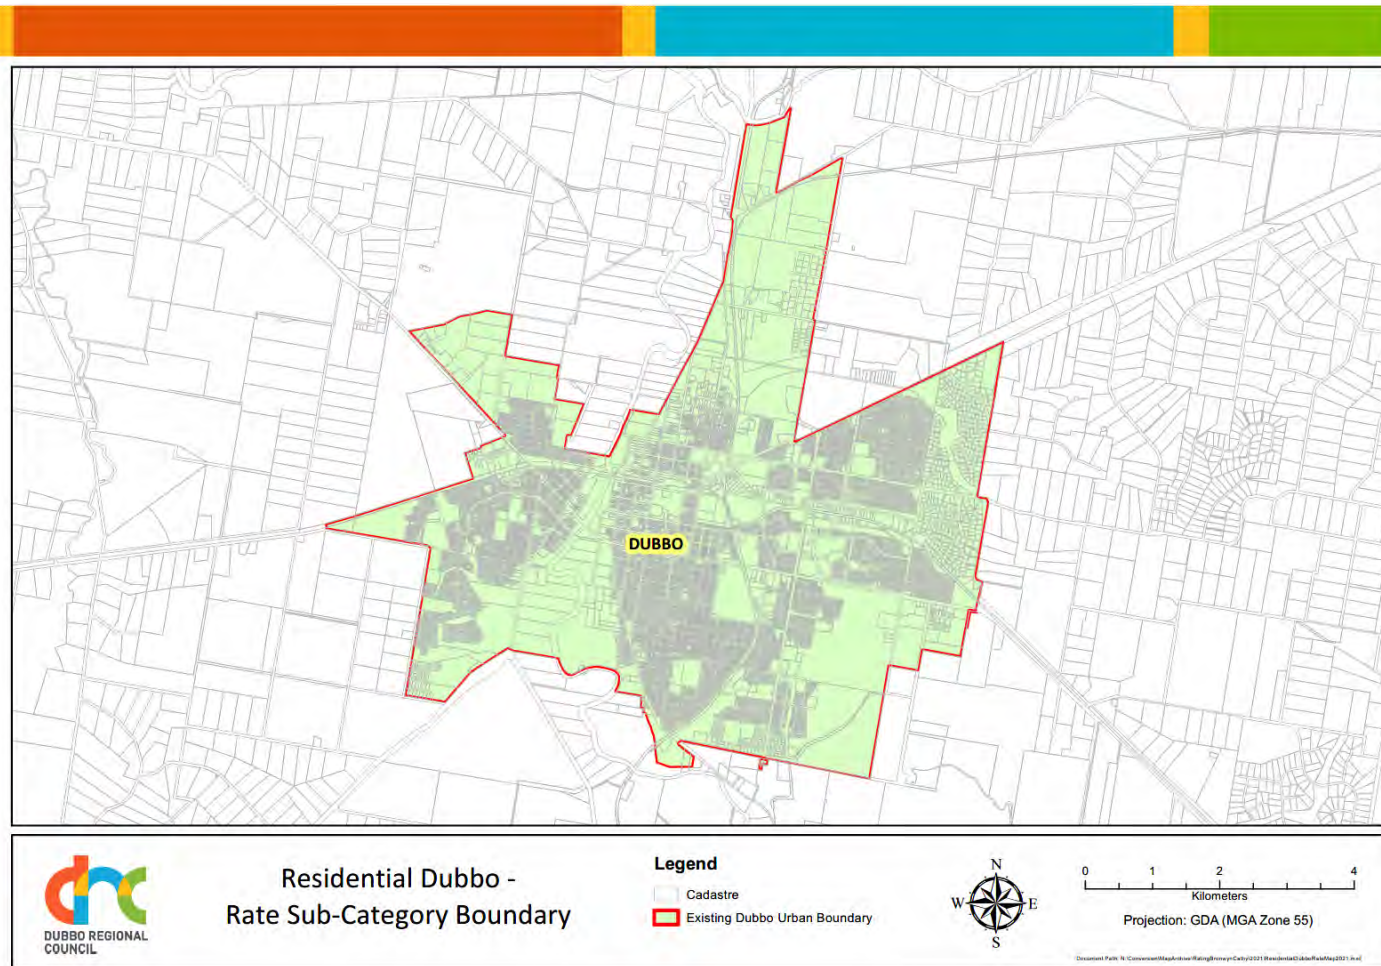 DUBBO
DUBBO REGIONAL
COUNCIL
Residential Dubbo -
Rate Sub-Category Boundary
Legend
Cadastre
Existing Dubbo Urban Boundary
N
W E
S
0 1 2 4
Kilometers
Projection: GDA (MGA Zone 55)